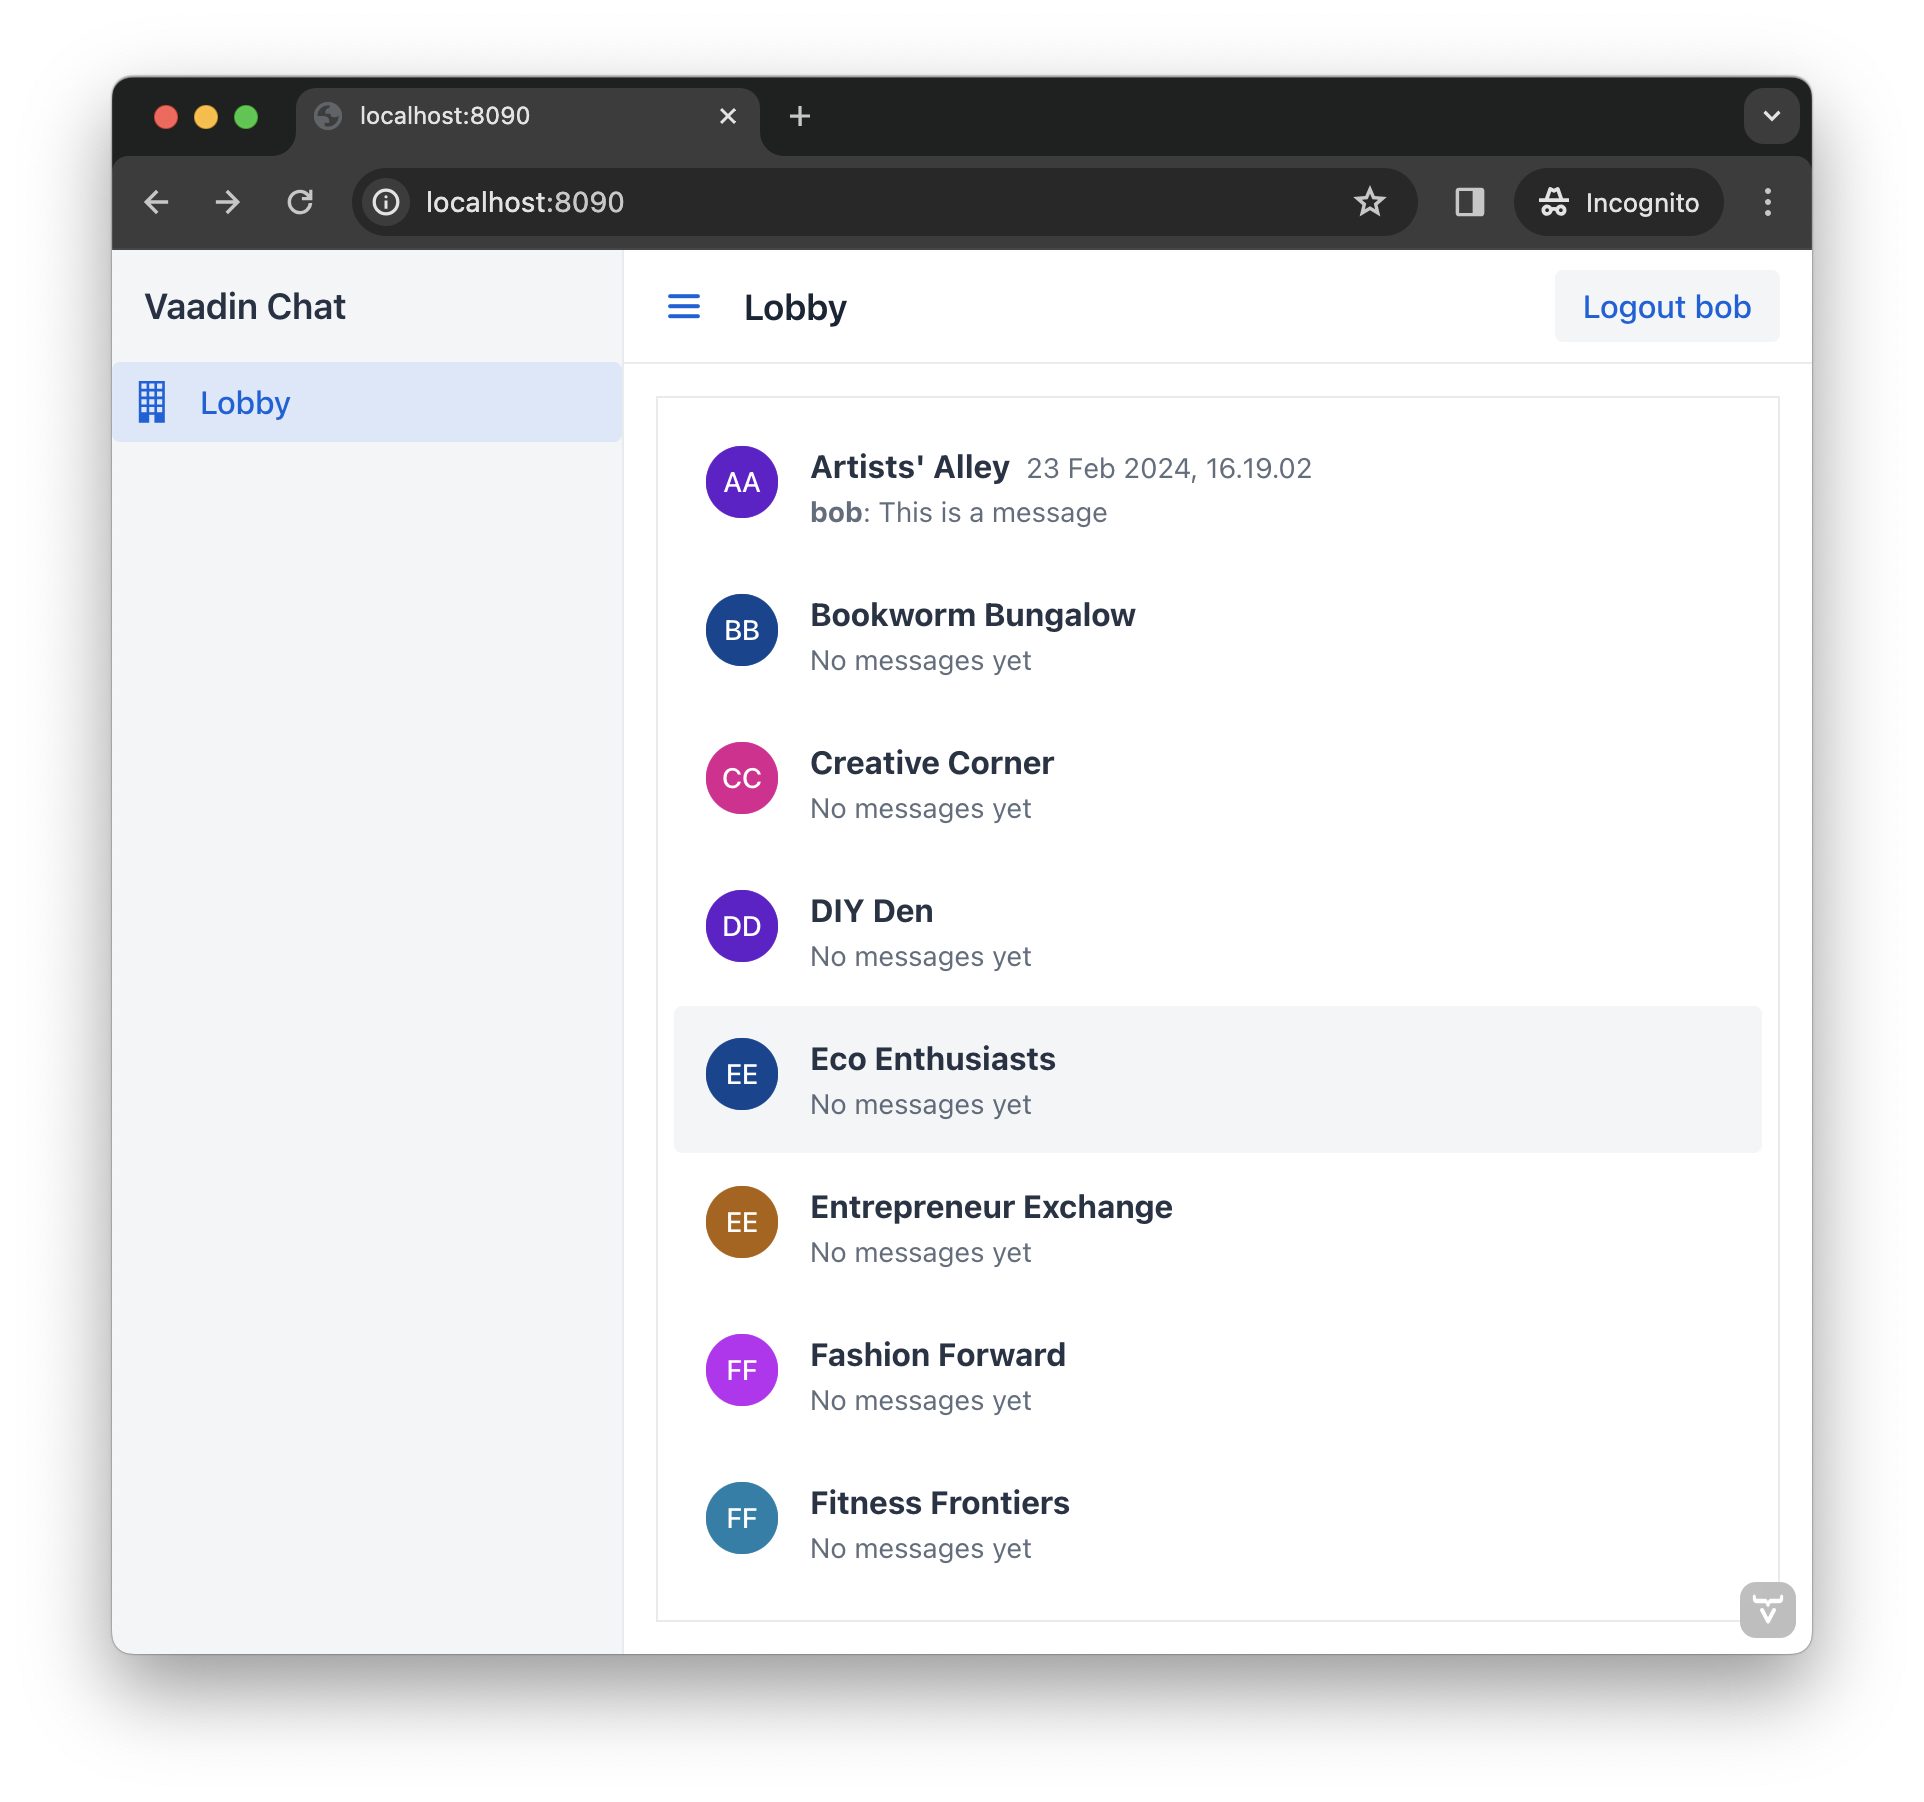 localhost:8090
localhost:8090
Incognito
Vaadin Chat
Lobby
Lobby
Logout bob
AA
Artists' Alley 23 Feb 2024, 16.19.02
bob: This is a message
BB
Bookworm Bungalow
No messages yet
CC
Creative Corner
No messages yet
DD
DIY Den
No messages yet
EE
Eco Enthusiasts
No messages yet
EE
Entrepreneur Exchange
No messages yet
FF
Fashion Forward
No messages yet
FF
Fitness Frontiers
No messages yet